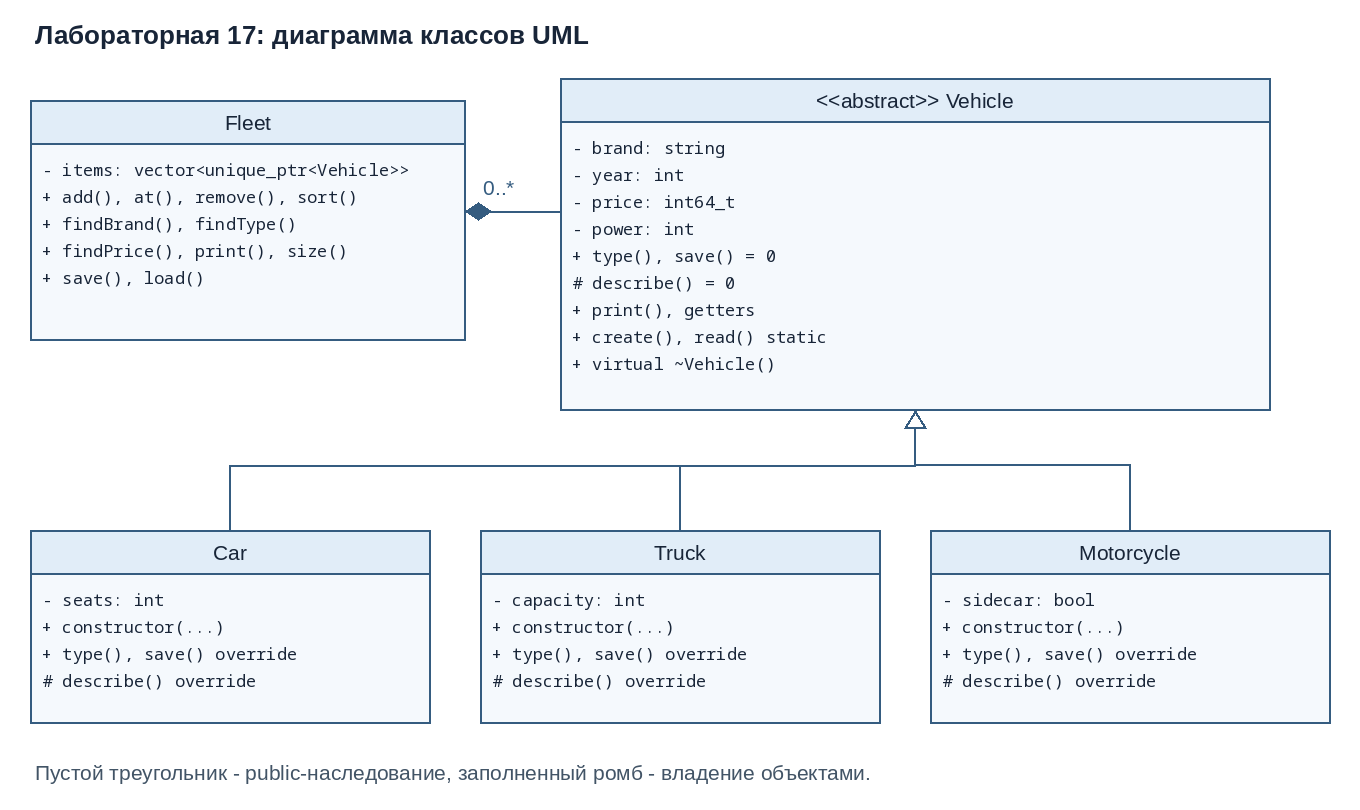 Лабораторная 17: диаграмма классов UML
Fleet
- items: vector<unique_ptr<Vehicle>>
+ add(), at(), remove(), sort()
+ findBrand(), findType()
+ findPrice(), print(), size()
+ save(), load()
0..*
<<abstract>> Vehicle
- brand: string
- year: int
- price: int64_t
- power: int
+ type(), save() = 0
# describe() = 0
+ print(), getters
+ create(), read() static
+ virtual ~Vehicle()
Car
- seats: int
+ constructor(...)
+ type(), save() override
# describe() override
Truck
- capacity: int
+ constructor(...)
+ type(), save() override
# describe() override
Motorcycle
- sidecar: bool
+ constructor(...)
+ type(), save() override
# describe() override
Пустой треугольник - public-наследование, заполненный ромб - владение объектами.